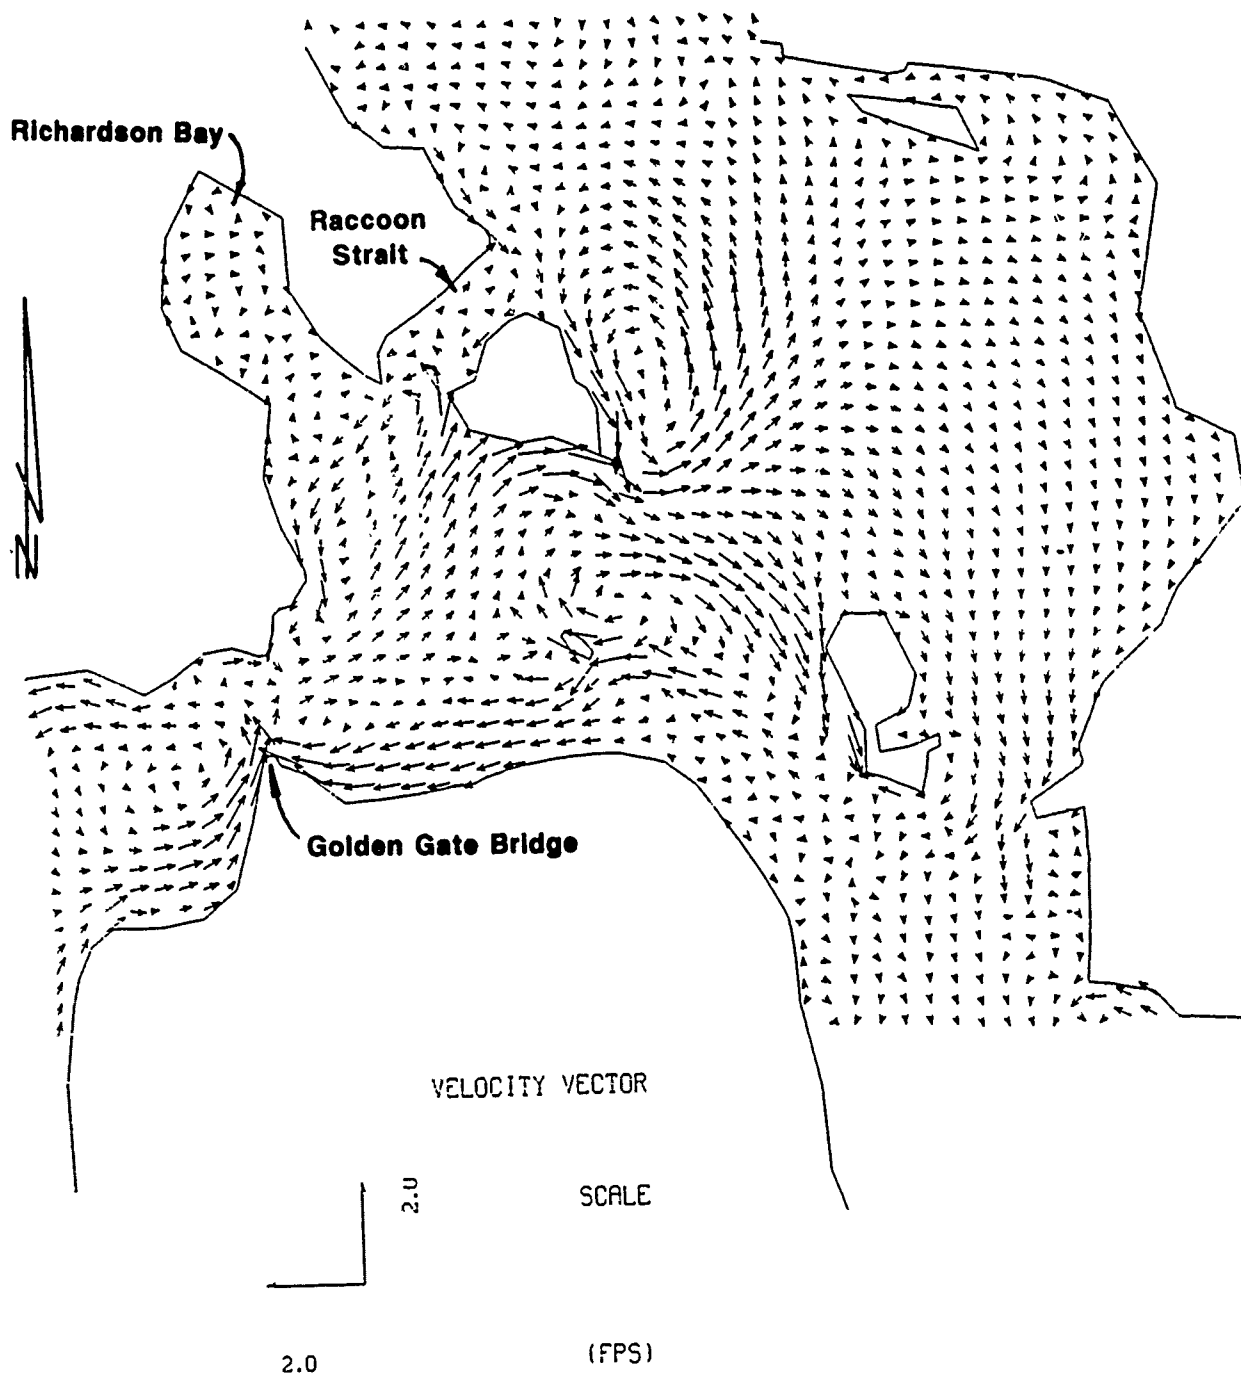 Richardson Bay
Raccoon
Strait
N
Golden Gate Bridge
VELOCITY VECTOR
2.0
SCALE
2.0
(FPS)